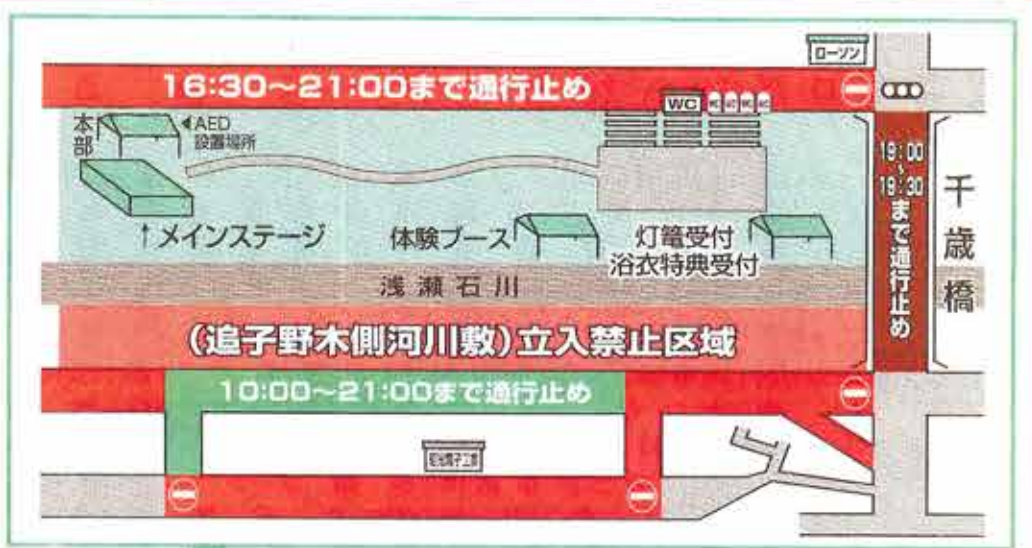 ローソン
16:30〜21:00まで通行止め
WC
本部
◀AED
設置場所
19:00
〜
19:30
まで通行止め
千歳橋
↑メインステージ
体験ブース
灯籠受付
浴衣特典受付
浅瀬石川
(追子野木側河川敷)立入禁止区域
10:00〜21:00まで通行止め